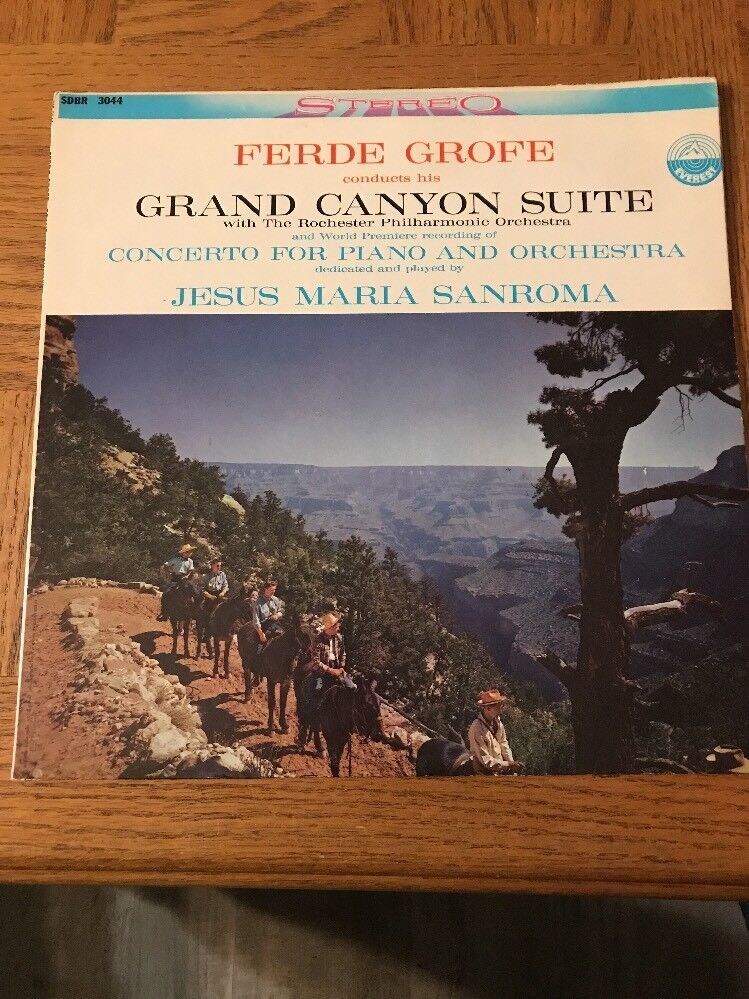 SDBR 3044
STEREO
FERDE GROFE
conducts his
EVEREST
GRAND CANYON SUITE
with The Rochester Philharmonic Orchestra
and World Premiere recording of
CONCERTO FOR PIANO AND ORCHESTRA
dedicated and played by
JESUS MARIA SANROMA